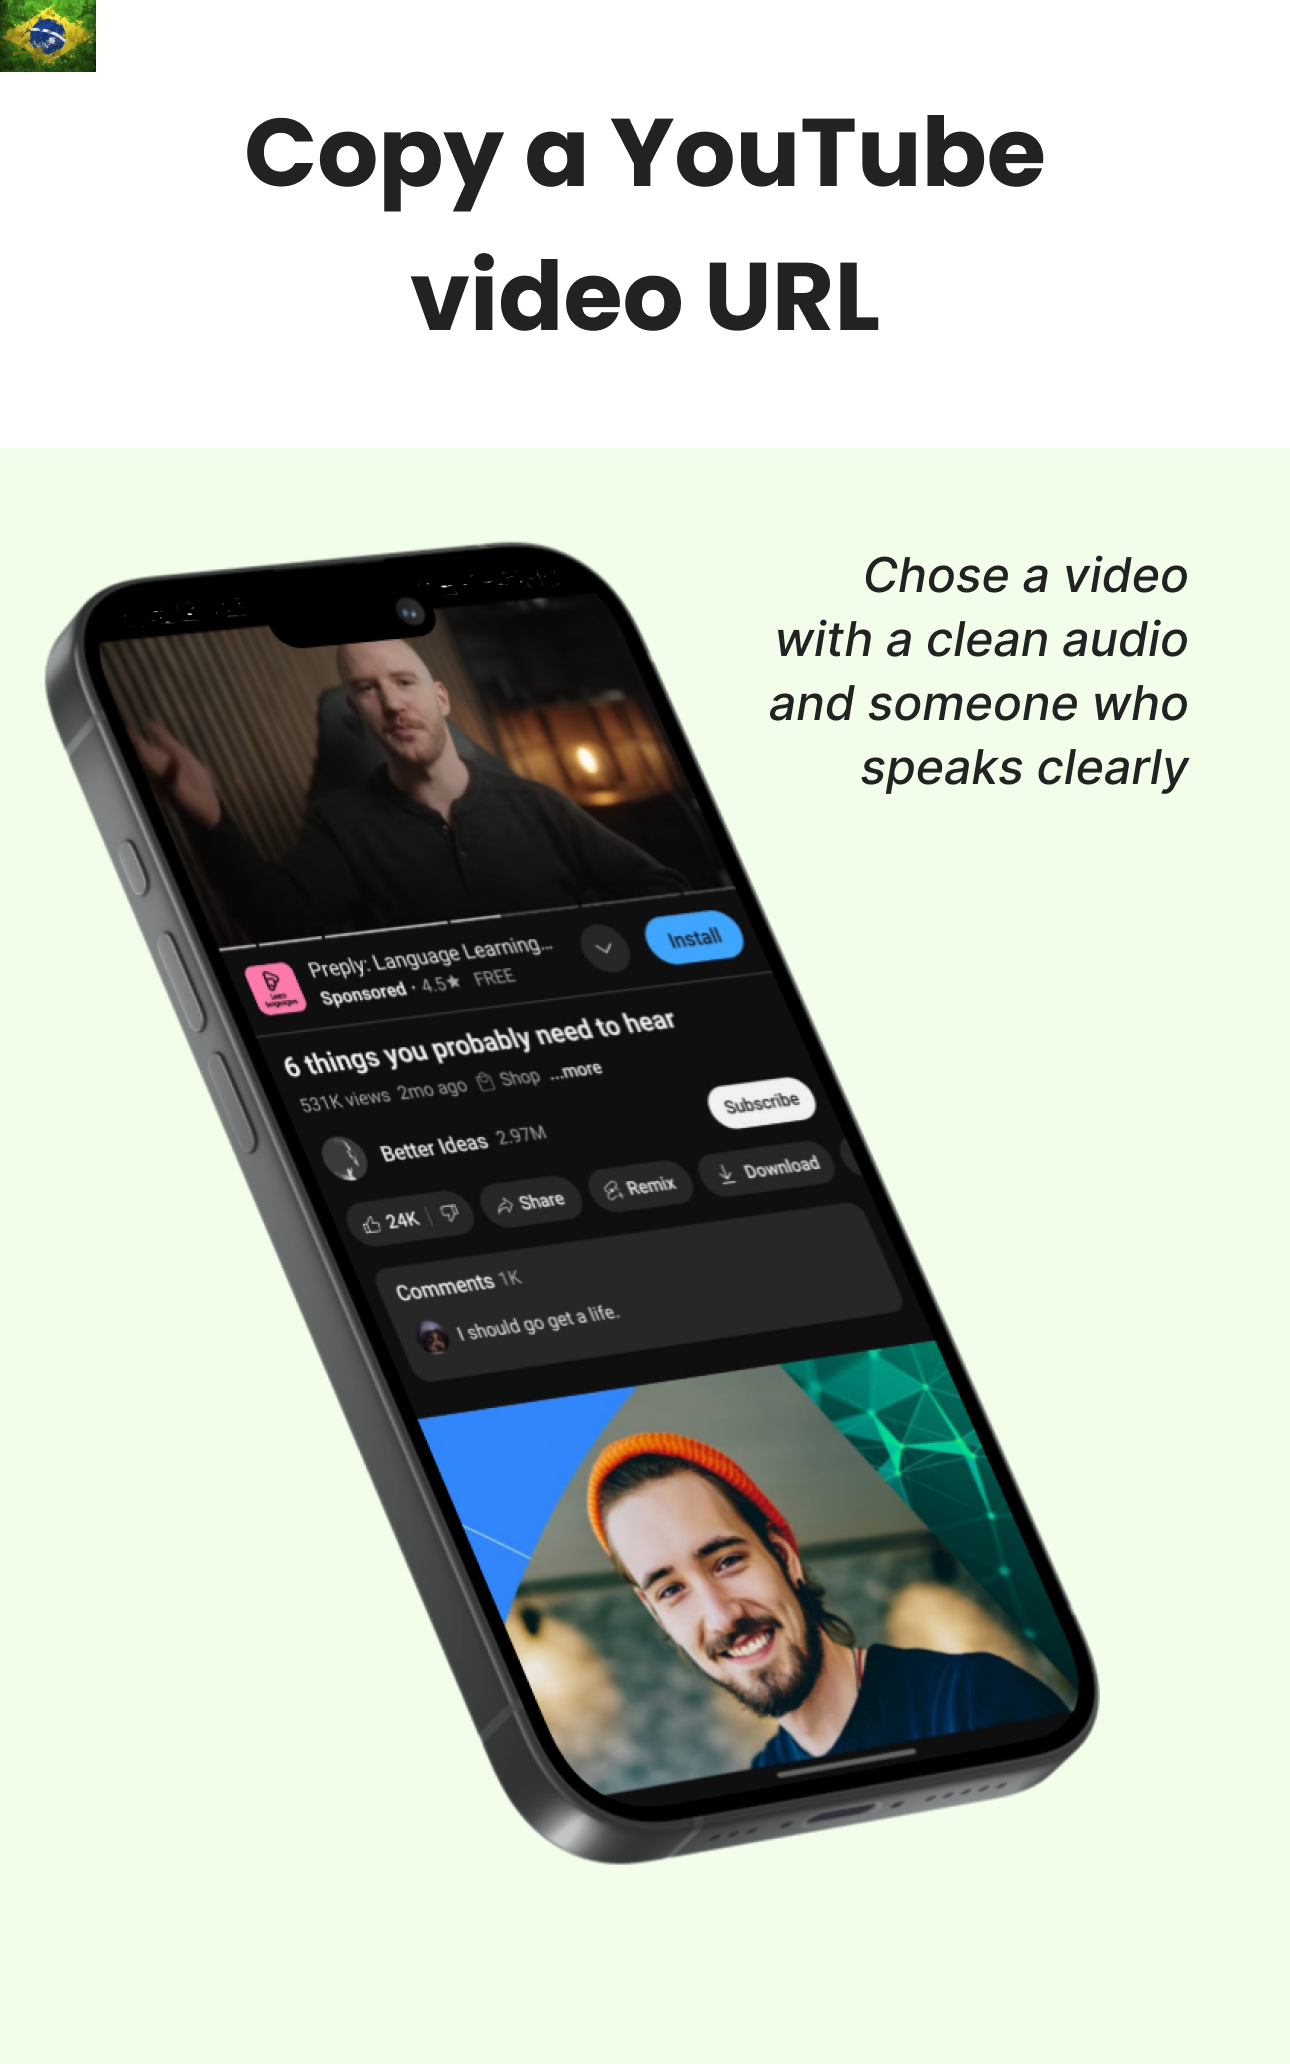 Copy a YouTube
video URL
Chose a video
with a clean audio
and someone who
speaks clearly
Preply: Language Learning...
Sponsored • 4.5★ FREE
Install
Learn
languages
6 things you probably need to hear
531K views 2mo ago Shop ...more
Better Ideas 2.97M
Subscribe
24K
Share
Remix
Download
Comments 1K
I should go get a life.